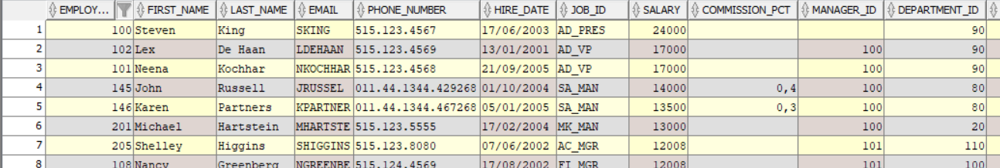 EMPLOY... FIRST_NAME LAST_NAME EMAIL PHONE_NUMBER HIRE_DATE JOB_ID SALARY COMMISSION_PCT MANAGER_ID DEPARTMENT_ID
1 100 Steven King SKING 515.123.4567 17/06/2003 AD_PRES 24000 90
2 102 Lex De Haan LDEHAAN 515.123.4569 13/01/2001 AD_VP 17000 100 90
3 101 Neena Kochhar NKOCHHAR 515.123.4568 21/09/2005 AD_VP 17000 100 90
4 145 John Russell JRUSSEL 011.44.1344.429268 01/10/2004 SA_MAN 14000 0,4 100 80
5 146 Karen Partners KPARTNER 011.44.1344.467268 05/01/2005 SA_MAN 13500 0,3 100 80
6 201 Michael Hartstein MHARTSTE 515.123.5555 17/02/2004 MK_MAN 13000 100 20
7 205 Shelley Higgins SHIGGINS 515.123.8080 07/06/2002 AC_MGR 12008 101 110
8 108 Nancy Greenberg NGREENBE 515.124.4569 17/08/2002 FI_MGR 12008 101 100